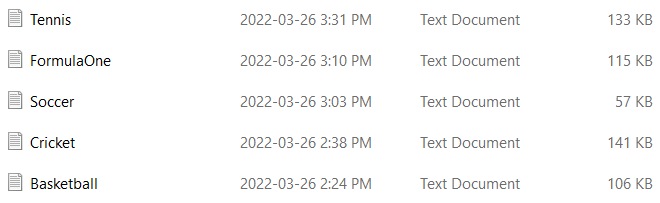 Tennis 2022-03-26 3:31 PM Text Document 133 KB
FormulaOne 2022-03-26 3:10 PM Text Document 115 KB
Soccer 2022-03-26 3:03 PM Text Document 57 KB
Cricket 2022-03-26 2:38 PM Text Document 141 KB
Basketball 2022-03-26 2:24 PM Text Document 106 KB